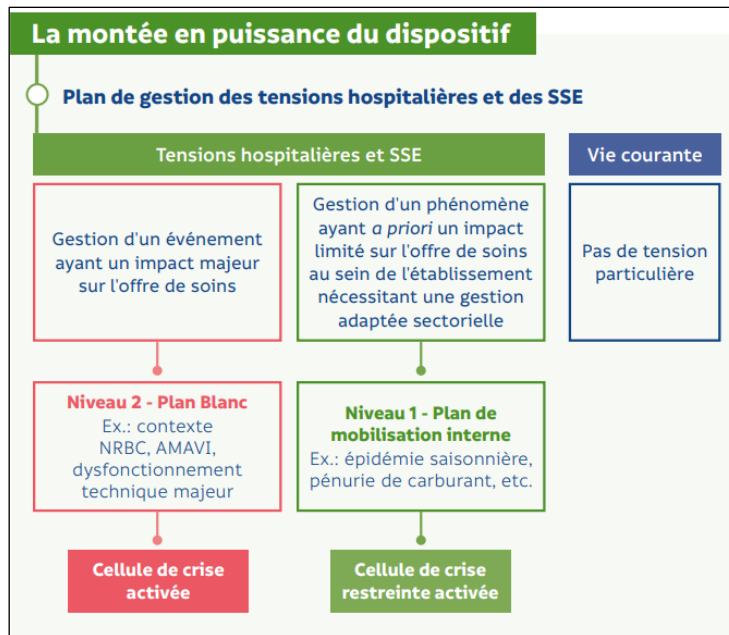 La montée en puissance du dispositif
Plan de gestion des tensions hospitalières et des SSE
Tensions hospitalières et SSE
Vie courante
Gestion d'un événement
ayant un impact majeur
sur l'offre de soins
Gestion d'un phénomène
ayant a priori un impact
limité sur l'offre de soins
au sein de l'établissement
nécessitant une gestion
adaptée sectorielle
Pas de tension
particulière
Niveau 2 - Plan Blanc
Ex.: contexte
NRBC, AMAVI,
dysfonctionnement
technique majeur
Niveau 1 - Plan de
mobilisation interne
Ex.: épidémie saisonnière,
pénurie de carburant, etc.
Cellule de crise
activée
Cellule de crise
restreinte activée